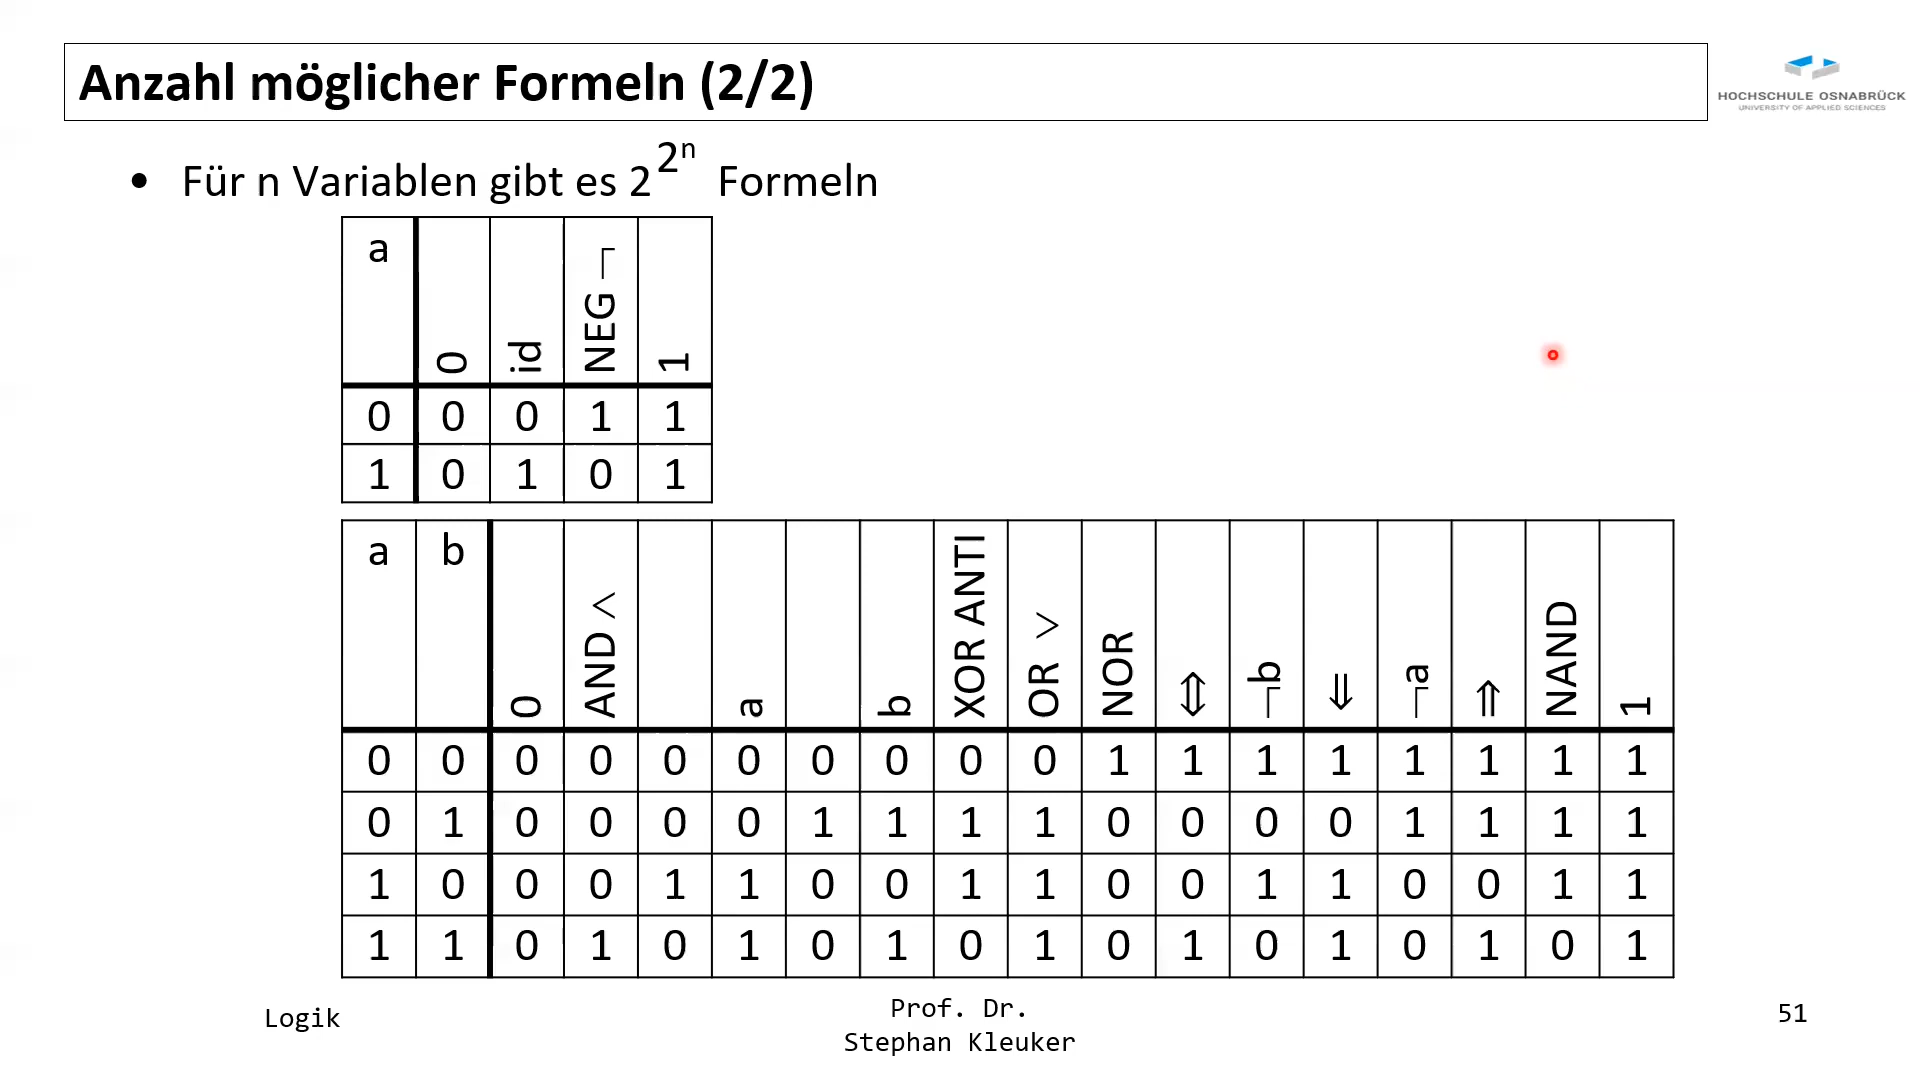 Anzahl möglicher Formeln (2/2)
HOCHSCHULE OSNABRÜCK
UNIVERSITY OF APPLIED SCIENCES
• Für n Variablen gibt es 2^2^n Formeln
a 0 id NEG ¬ 1
0 0 0 1 1
1 0 1 0 1
a b 0 AND ∧ a b XOR ANTI OR ∨ NOR ⇔ ¬b ⇐ ¬a ⇒ NAND 1
0 0 0 0 0 0 0 0 0 0 1 1 1 1 1 1 1 1
0 1 0 0 0 0 1 1 1 1 0 0 0 0 1 1 1 1
1 0 0 0 1 1 0 0 1 1 0 0 1 1 0 0 1 1
1 1 0 1 0 1 0 1 0 1 0 1 0 1 0 1 0 1
Logik
Prof. Dr.
Stephan Kleuker
51